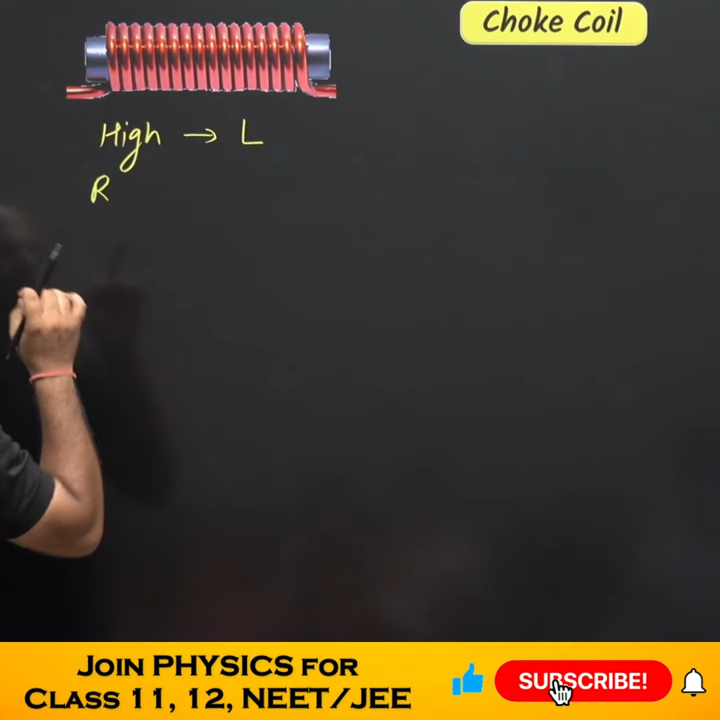 Choke Coil
High → L
R
JOIN PHYSICS FOR
CLASS 11, 12, NEET/JEE
SUBSCRIBE!